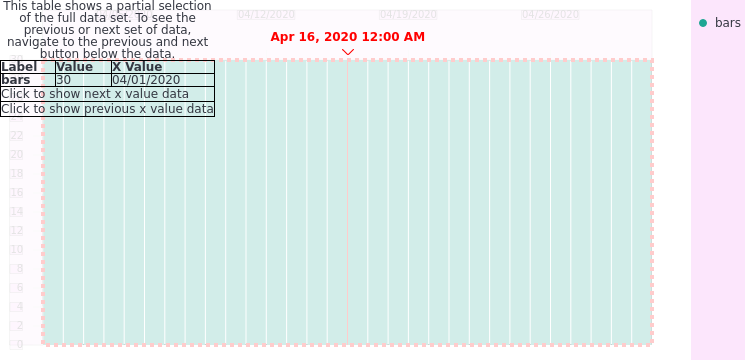 This table shows a partial selection
of the full data set. To see the
previous or next set of data,
navigate to the previous and next
button below the data.
04/12/2020
04/19/2020
04/26/2020
Apr 16, 2020 12:00 AM
bars
Label Value X Value
bars 30 04/01/2020
Click to show next x value data
Click to show previous x value data
22
20
18
16
14
12
10
8
6
4
2
0